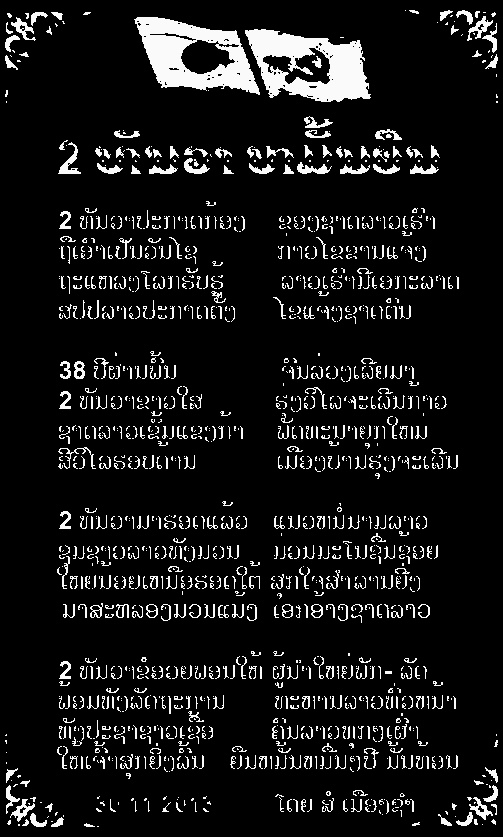 2 ທັນວາ ໝາໝັ້ນຍືນ
2 ທັນວາປະກາດກ້ອງ ຂອງຊາດລາວເຮົາ
ຖືເອົາເປັນວັນໄຊ ກ່າວໄຂຂານແຈ້ງ
ຖະແຫລງໂລກຮັບຮູ້ ລາວເຮົາມີເອກະລາດ
ສປປລາວປະກາດຕັ້ງ ໄຂແຈ້ງຊາດຕົນ
38 ປີຜ່ານພົ້ນ ຈົນລ່ວງເລີຍມາ
2 ທັນວາຂາວໃສ ຮຸ່ງວິໄລຈະເລີນກ້າວ
ຊາດລາວເຂັ້ມແຂງກ້າ ພັດທະນາຍຸກໃຫມ່
ສີວິໄລຮອບດ້ານ ເມືອງບ້ານຮຸ່ງຈະເລີນ
2 ທັນວາມາຮອດແລ້ວ ແນວຫນໍ່ນາມລາວ
ຊຸມຊາວລາວທັງມວນ ມ່ວນມະໂນຊື່ນຊ້ອຍ
ໃຫຍ່ນ້ອຍເຫນືອຮອດໃຕ້ ສຸກໃຈສຳລານຍິ່ງ
ມາສະຫລອງມ່ວນແມ້ງ ເອກອ້າງຊາດລາວ
2 ທັນວາຂໍອວຍພອນໃຫ້ ຜູ້ນຳໃຫຍ່ພັກ- ລັດ
ພ້ອມທັງລັດຖະການ ທະຫານລາວທົ່ວຫນ້າ
ທັງປະຊາຊາວເຊື້ອ ຄົນລາວທຸກໆເຜົ່າ
ໃຫ້ເຈົ້າສຸກຍິ່ງລົ້ນ ຍືນຫມັ້ນຫມື່ນໆປີ ນັ້ນທ້ອນ
30 11 2013 ໂດຍ ສໍ ເມືອງຊຳ